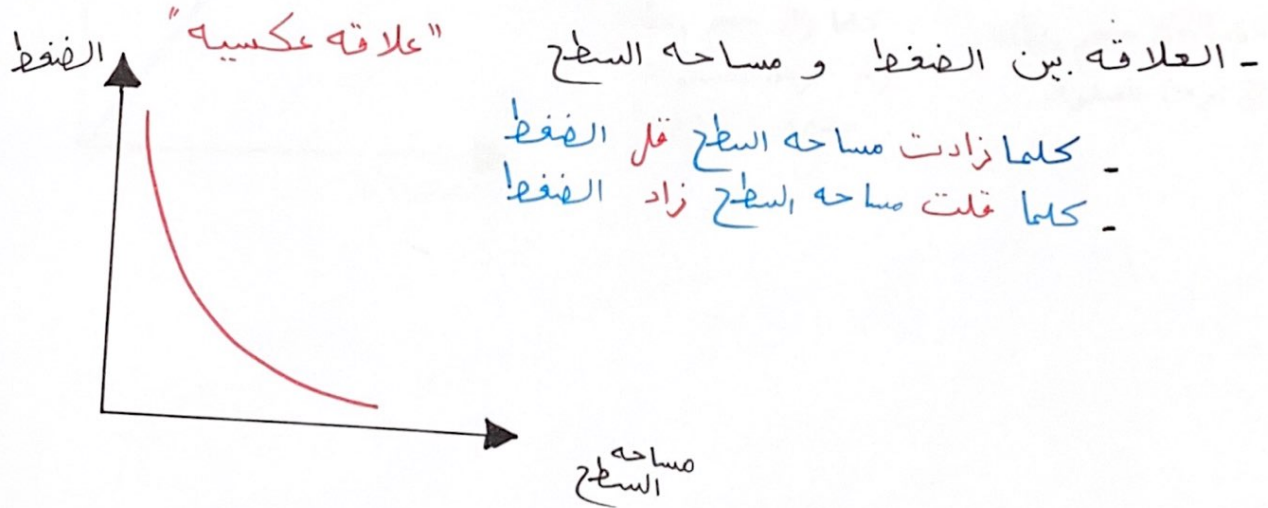 - العلاقه بين الضغط و مساحه السطح
"علاقه عكسيه"
الضغط
- كلما زادت مساحه السطح قل الضغط
- كلما قلت مساحه السطح زاد الضغط
مساحه
السطح